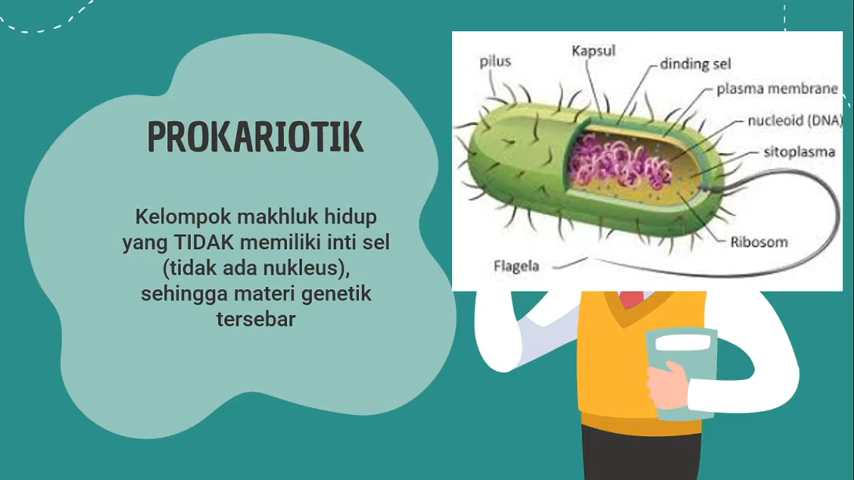 PROKARIOTIK
Kelompok makhluk hidup
yang TIDAK memiliki inti sel
(tidak ada nukleus),
sehingga materi genetik
tersebar
pilus
Kapsul
dinding sel
plasma membrane
nucleoid (DNA)
sitoplasma
Ribosom
Flagela